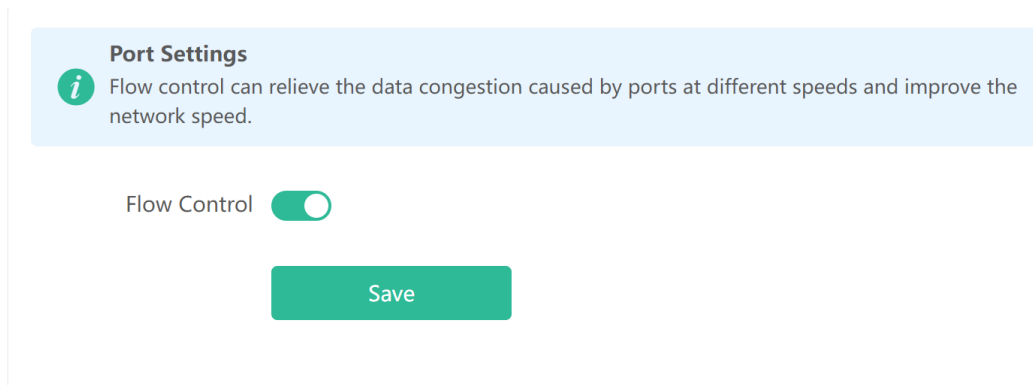 Port Settings
Flow control can relieve the data congestion caused by ports at different speeds and improve the
network speed.
Flow Control
Save